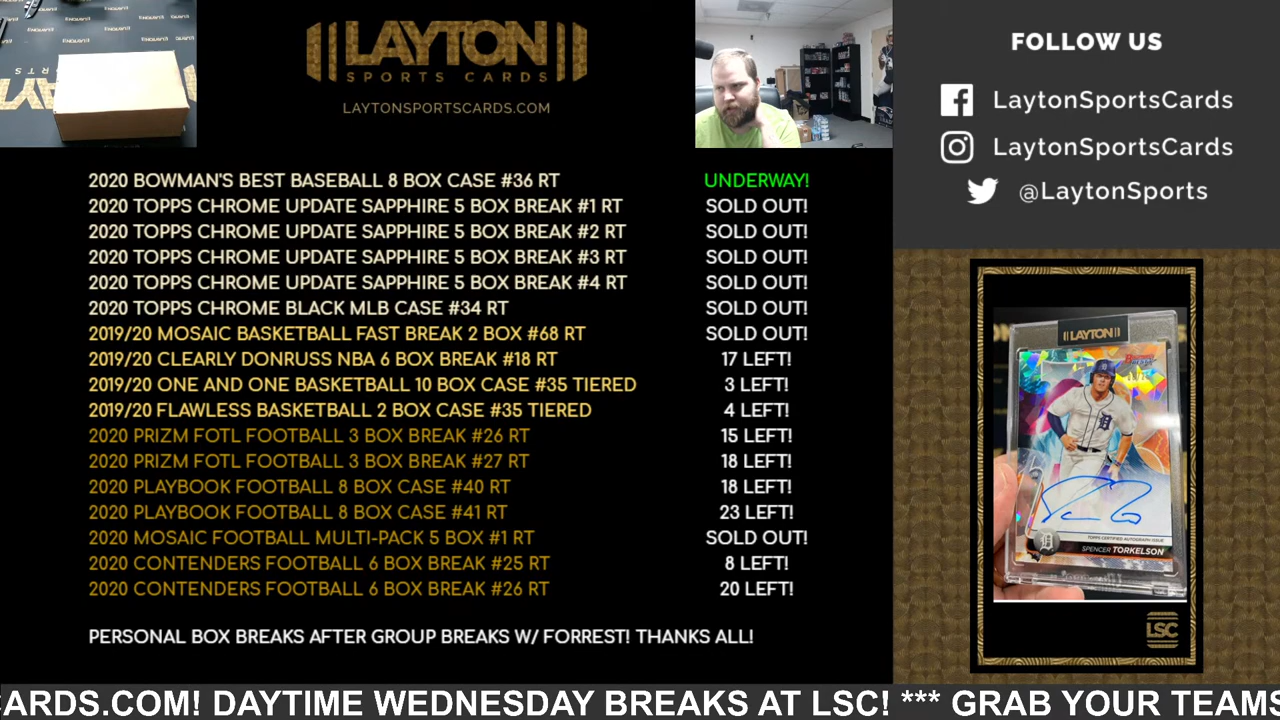 LAYTON
SPORTS CARDS
LAYTONSPORTSCARDS.COM
2020 BOWMAN'S BEST BASEBALL 8 BOX CASE #36 RT UNDERWAY!
2020 TOPPS CHROME UPDATE SAPPHIRE 5 BOX BREAK #1 RT SOLD OUT!
2020 TOPPS CHROME UPDATE SAPPHIRE 5 BOX BREAK #2 RT SOLD OUT!
2020 TOPPS CHROME UPDATE SAPPHIRE 5 BOX BREAK #3 RT SOLD OUT!
2020 TOPPS CHROME UPDATE SAPPHIRE 5 BOX BREAK #4 RT SOLD OUT!
2020 TOPPS CHROME BLACK MLB CASE #34 RT SOLD OUT!
2019/20 MOSAIC BASKETBALL FAST BREAK 2 BOX #68 RT SOLD OUT!
2019/20 CLEARLY DONRUSS NBA 6 BOX BREAK #18 RT 17 LEFT!
2019/20 ONE AND ONE BASKETBALL 10 BOX CASE #35 TIERED 3 LEFT!
2019/20 FLAWLESS BASKETBALL 2 BOX CASE #35 TIERED 4 LEFT!
2020 PRIZM FOTL FOOTBALL 3 BOX BREAK #26 RT 15 LEFT!
2020 PRIZM FOTL FOOTBALL 3 BOX BREAK #27 RT 18 LEFT!
2020 PLAYBOOK FOOTBALL 8 BOX CASE #40 RT 18 LEFT!
2020 PLAYBOOK FOOTBALL 8 BOX CASE #41 RT 23 LEFT!
2020 MOSAIC FOOTBALL MULTI-PACK 5 BOX #1 RT SOLD OUT!
2020 CONTENDERS FOOTBALL 6 BOX BREAK #25 RT 8 LEFT!
2020 CONTENDERS FOOTBALL 6 BOX BREAK #26 RT 20 LEFT!
PERSONAL BOX BREAKS AFTER GROUP BREAKS W/ FORREST! THANKS ALL!
FOLLOW US
LaytonSportsCards
LaytonSportsCards
@LaytonSports
LAYTON
TOPPS CERTIFIED AUTOGRAPH ISSUE
SPENCER TORKELSON
LSC
CARDS.COM! DAYTIME WEDNESDAY BREAKS AT LSC! *** GRAB YOUR TEAMS